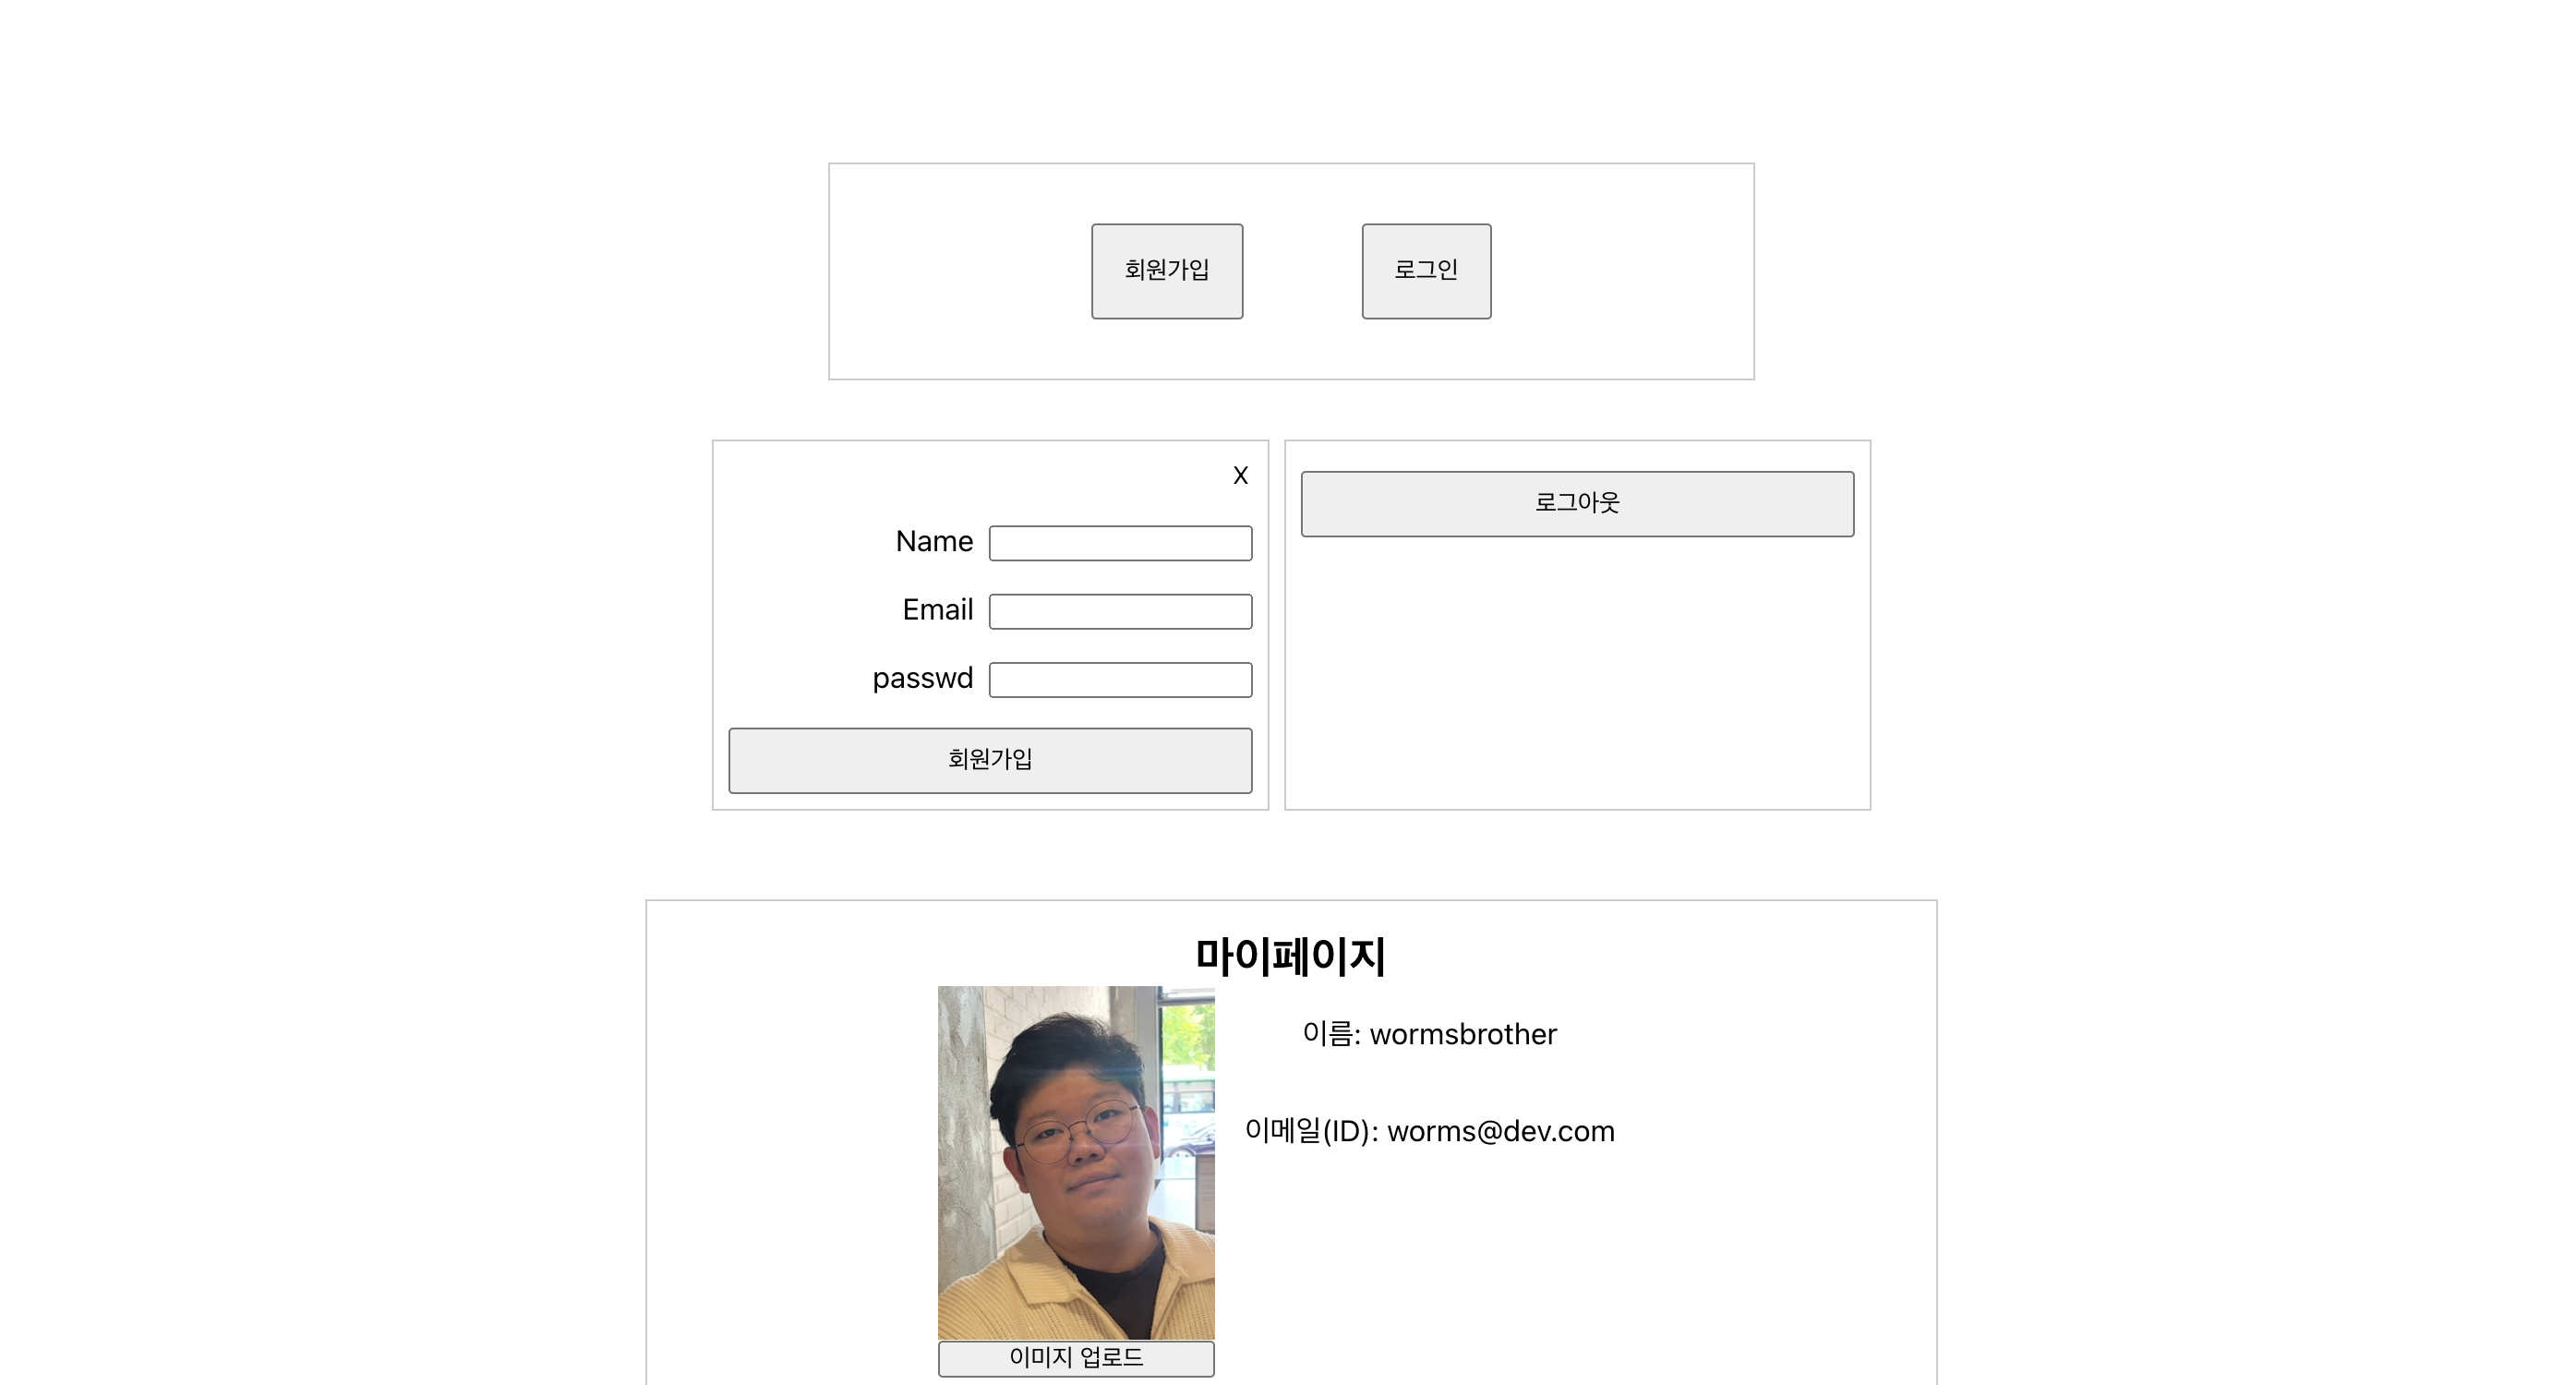 회원가입 로그인
X
로그아웃
Name
Email
passwd
회원가입
마이페이지
이름: wormsbrother
이메일(ID): worms@dev.com
이미지 업로드